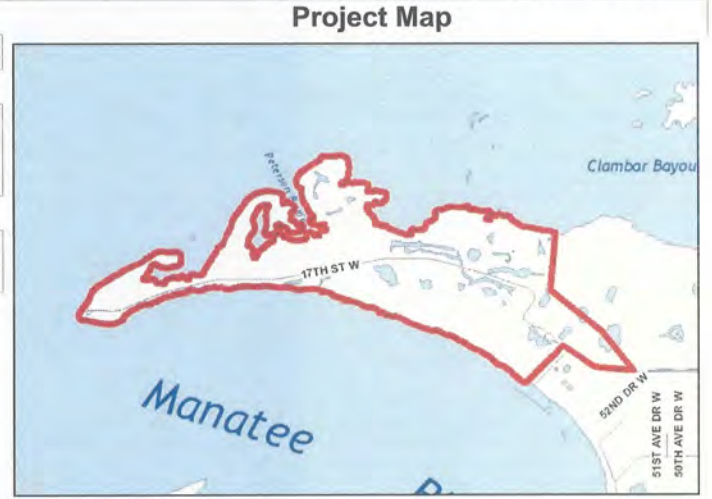 Project Map
Clambar Bayou
17TH ST W
Manatee
52ND DR W
51ST AVE DR W
50TH AVE DR W